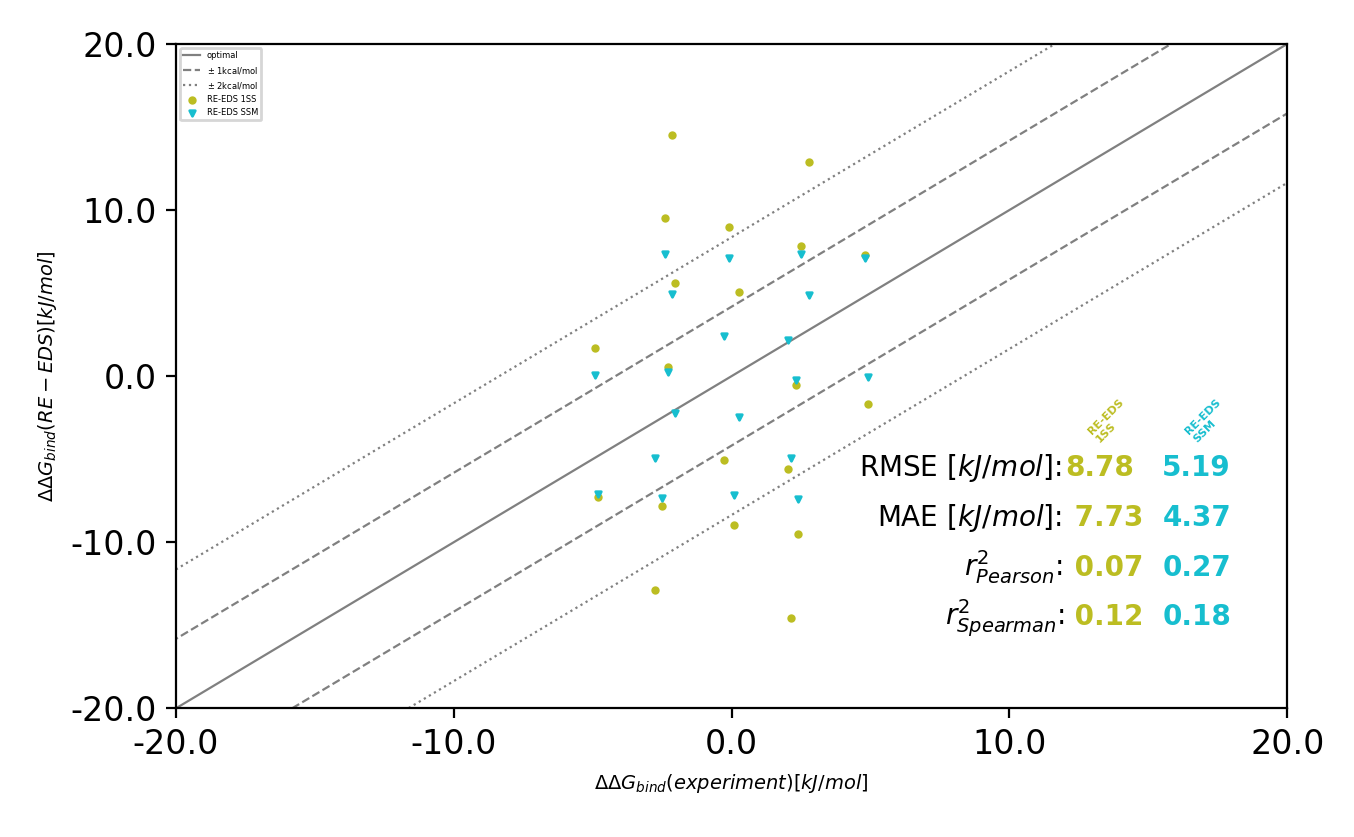 20.0
10.0
0.0
-10.0
-20.0
ΔΔG_bind(RE − EDS)[kJ/mol]
optimal
± 1kcal/mol
± 2kcal/mol
RE-EDS 1SS
RE-EDS SSM
RE-EDS
1SS
RE-EDS
SSM
RMSE [kJ/mol]: 8.78 5.19
MAE [kJ/mol]: 7.73 4.37
r²_Pearson: 0.07 0.27
r²_Spearman: 0.12 0.18
-20.0 -10.0 0.0 10.0 20.0
ΔΔG_bind(experiment)[kJ/mol]